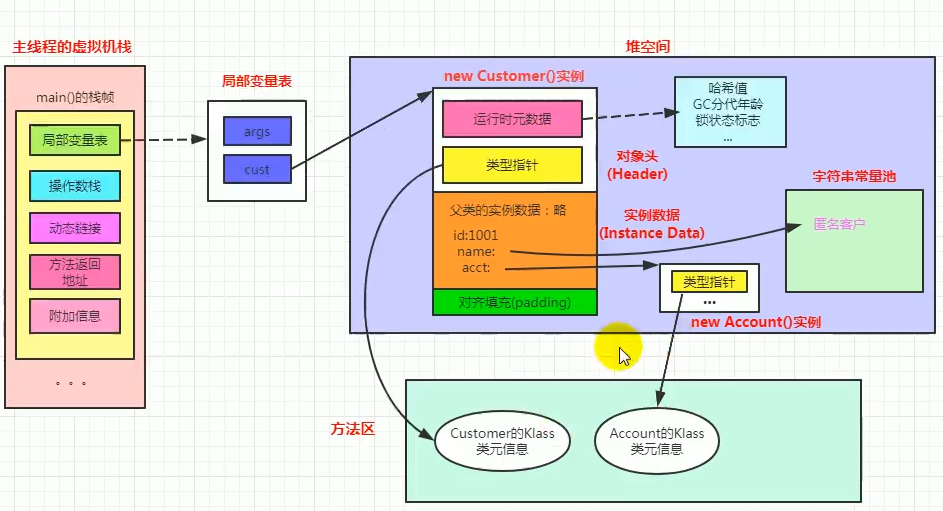 主线程的虚拟机栈
main()的栈帧
局部变量表
操作数栈
动态链接
方法返回
地址
附加信息
。。。
局部变量表
args
cust
堆空间
new Customer()实例
运行时元数据
类型指针
对象头
(Header)
哈希值
GC分代年龄
锁状态标志
...
父类的实例数据：略
id:1001
name:
acct:
实例数据
(Instance Data)
对齐填充(padding)
字符串常量池
匿名客户
类型指针
...
new Account()实例
方法区
Customer的Klass
类元信息
Account的Klass
类元信息